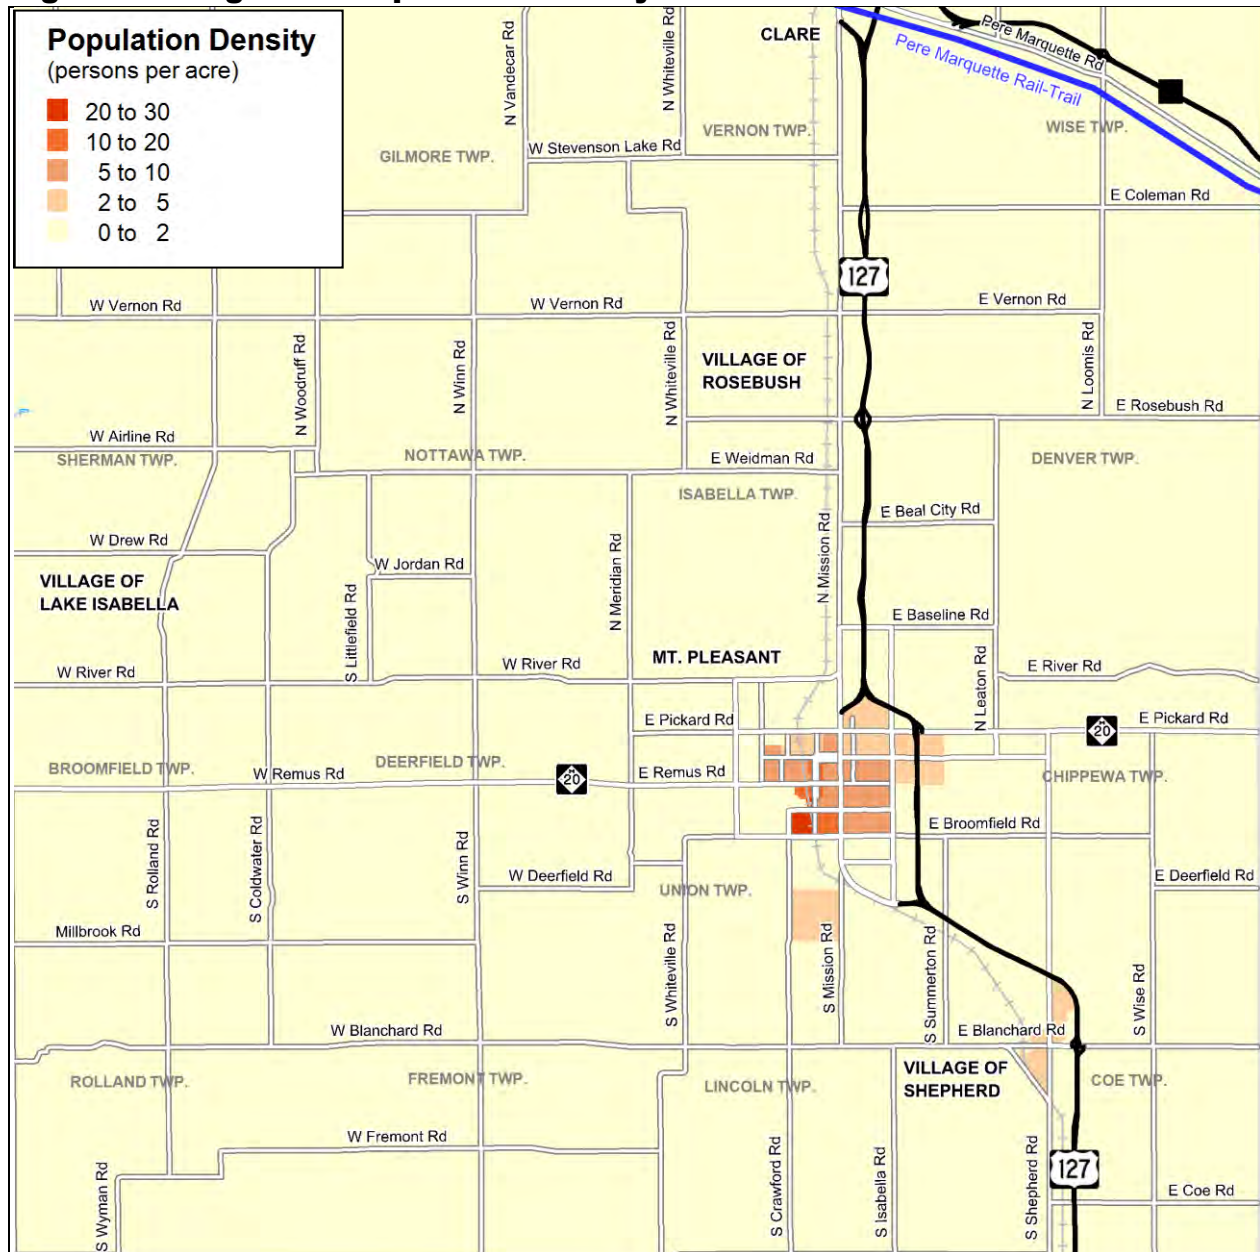 Population Density
(persons per acre)
20 to 30
10 to 20
5 to 10
2 to 5
0 to 2
CLARE
Pere Marquette Rd
Pere Marquette Rail-Trail
N Vandecar Rd
N Whiteville Rd
VERNON TWP.
WISE TWP.
GILMORE TWP.
W Stevenson Lake Rd
E Coleman Rd
127
W Vernon Rd
W Vernon Rd
E Vernon Rd
N Woodruff Rd
N Winn Rd
N Whiteville Rd
VILLAGE OF
ROSEBUSH
N Loomis Rd
E Rosebush Rd
W Airline Rd
SHERMAN TWP.
NOTTAWA TWP.
E Weidman Rd
DENVER TWP.
ISABELLA TWP.
E Beal City Rd
W Drew Rd
W Jordan Rd
N Meridian Rd
N Mission Rd
VILLAGE OF
LAKE ISABELLA
S Littlefield Rd
E Baseline Rd
MT. PLEASANT
W River Rd
W River Rd
N Leaton Rd
E River Rd
E Pickard Rd
E Pickard Rd
M
20
BROOMFIELD TWP.
W Remus Rd
DEERFIELD TWP.
M
20
E Remus Rd
CHIPPEWA TWP.
E Broomfield Rd
S Rolland Rd
S Coldwater Rd
S Winn Rd
W Deerfield Rd
UNION TWP.
E Deerfield Rd
Millbrook Rd
S Whiteville Rd
S Mission Rd
S Summerton Rd
S Wise Rd
W Blanchard Rd
E Blanchard Rd
ROLLAND TWP.
FREMONT TWP.
LINCOLN TWP.
VILLAGE OF
SHEPHERD
COE TWP.
W Fremont Rd
S Wyman Rd
S Crawford Rd
S Isabella Rd
S Shepherd Rd
127
E Coe Rd